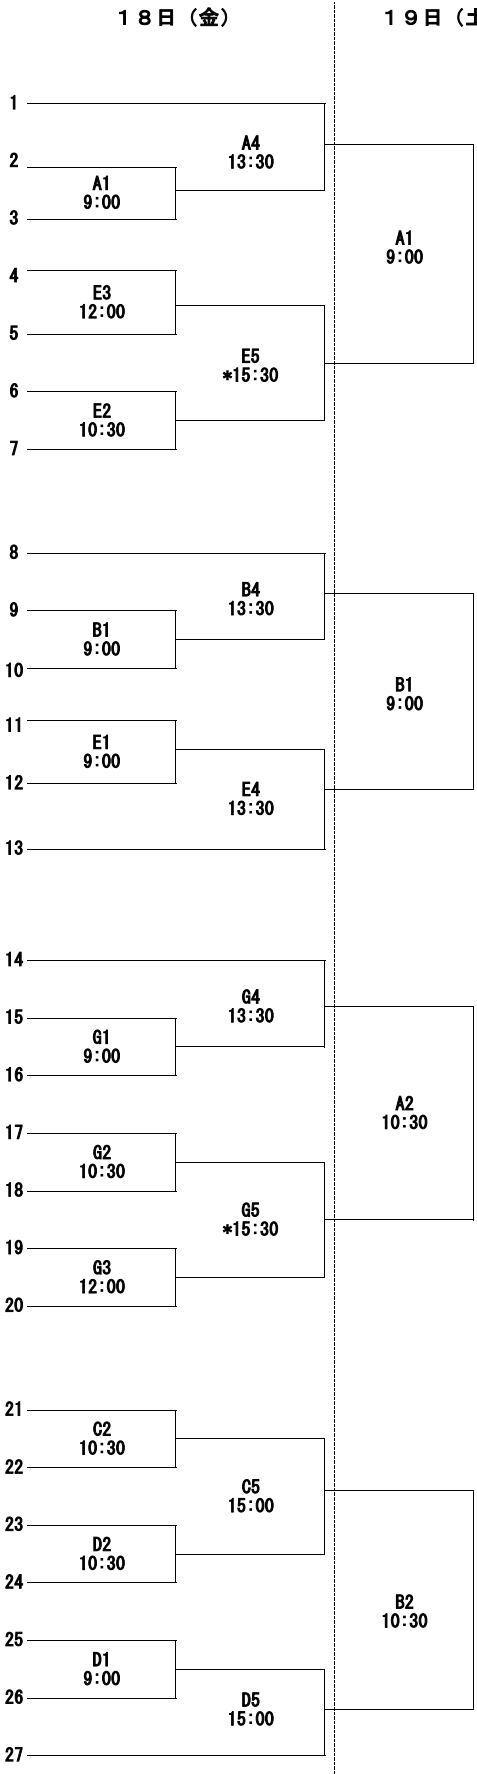 １８日（金）
１９日（土
1
A4
13:30
2
A1
9:00
3
A1
9:00
4
E3
12:00
5
E5
*15:30
6
E2
10:30
7
8
B4
13:30
9
B1
9:00
10
B1
9:00
11
E1
9:00
12
E4
13:30
13
14
G4
13:30
15
G1
9:00
16
A2
10:30
17
G2
10:30
18
G5
*15:30
19
G3
12:00
20
21
C2
10:30
22
C5
15:00
23
D2
10:30
24
B2
10:30
25
D1
9:00
26
D5
15:00
27